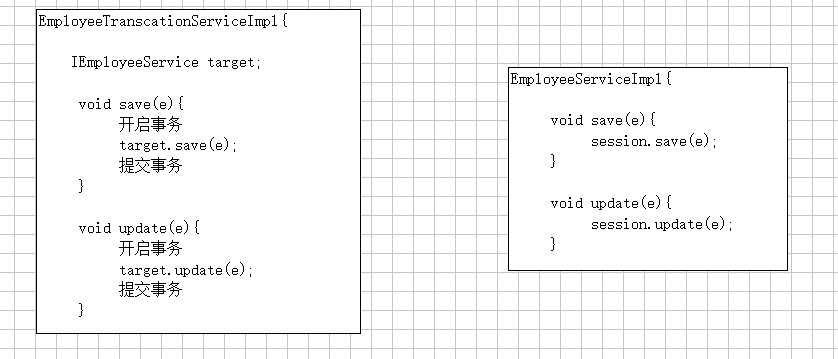 EmployeeTranscationServiceImpl{
IEmployeeService target;
void save(e){
开启事务
target.save(e);
提交事务
}
void update(e){
开启事务
target.update(e);
提交事务
}
EmployeeServiceImpl{
void save(e){
session.save(e);
}
void update(e){
session.update(e);
}